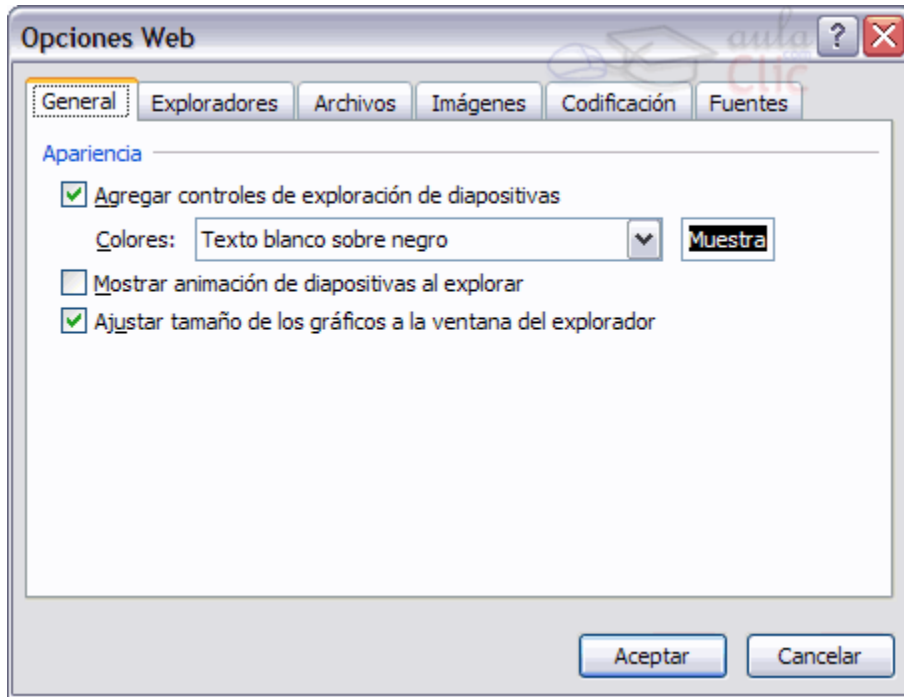 Opciones Web
aula
.com
Clic
?
General Exploradores Archivos Imágenes Codificación Fuentes
Apariencia
Agregar controles de exploración de diapositivas
Colores: Texto blanco sobre negro Muestra
Mostrar animación de diapositivas al explorar
Ajustar tamaño de los gráficos a la ventana del explorador
Aceptar Cancelar